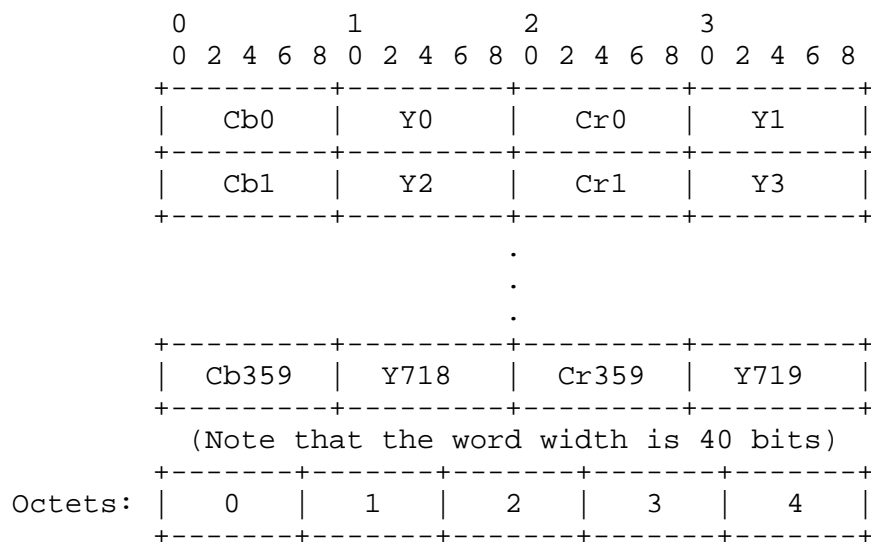 0 1 2 3
0 2 4 6 8 0 2 4 6 8 0 2 4 6 8 0 2 4 6 8
+---------+---------+---------+---------+
| Cb0 | Y0 | Cr0 | Y1 |
+---------+---------+---------+---------+
| Cb1 | Y2 | Cr1 | Y3 |
+---------+---------+---------+---------+
.
.
.
+---------+---------+---------+---------+
| Cb359 | Y718 | Cr359 | Y719 |
+---------+---------+---------+---------+
(Note that the word width is 40 bits)
+-------+-------+-------+-------+-------+
Octets: | 0 | 1 | 2 | 3 | 4 |
+-------+-------+-------+-------+-------+